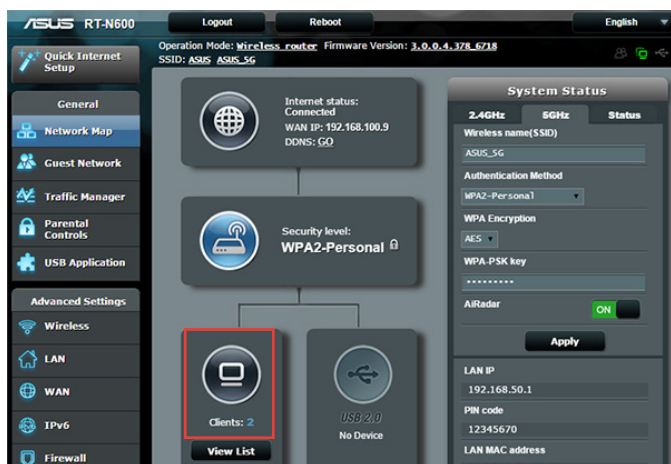 ASUS RT-N600
Logout
Reboot
English
Quick Internet
Setup
Operation Mode: Wireless router Firmware Version: 3.0.0.4.378_6718
SSID: ASUS ASUS_5G
General
Network Map
Guest Network
Traffic Manager
Parental
Controls
USB Application
Advanced Settings
Wireless
LAN
WAN
IPv6
Firewall
Internet status:
Connected
WAN IP: 192.168.100.9
DDNS: GO
Security level:
WPA2-Personal
Clients: 2
View List
USB 2.0
No Device
System Status
2.4GHz 5GHz Status
Wireless name(SSID)
ASUS_5G
Authentication Method
WPA2-Personal
WPA Encryption
AES
WPA-PSK key
•••••••••
AiRadar
ON
Apply
LAN IP
192.168.50.1
PIN code
12345670
LAN MAC address